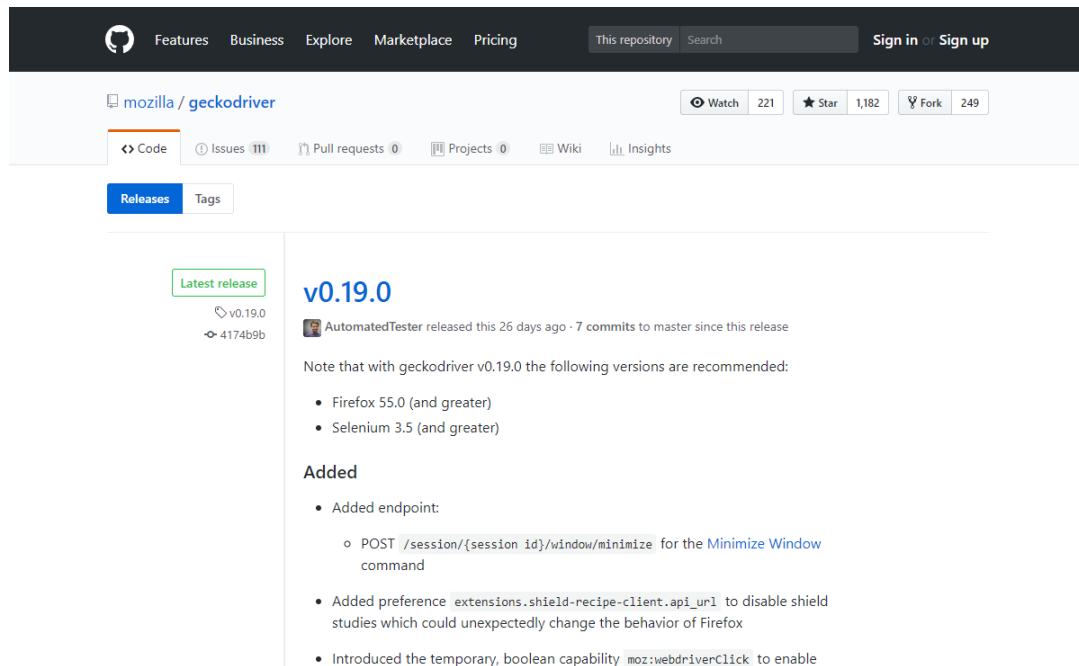 Features Business Explore Marketplace Pricing This repository Search Sign in or Sign up
mozilla / geckodriver Watch 221 Star 1,182 Fork 249
<> Code Issues 111 Pull requests 0 Projects 0 Wiki Insights
Releases Tags
Latest release
v0.19.0
4174b9b
v0.19.0
AutomatedTester released this 26 days ago · 7 commits to master since this release
Note that with geckodriver v0.19.0 the following versions are recommended:
• Firefox 55.0 (and greater)
• Selenium 3.5 (and greater)
Added
• Added endpoint:
○ POST /session/{session id}/window/minimize for the Minimize Window
command
• Added preference extensions.shield-recipe-client.api_url to disable shield
studies which could unexpectedly change the behavior of Firefox
• Introduced the temporary, boolean capability moz:webdriverClick to enable